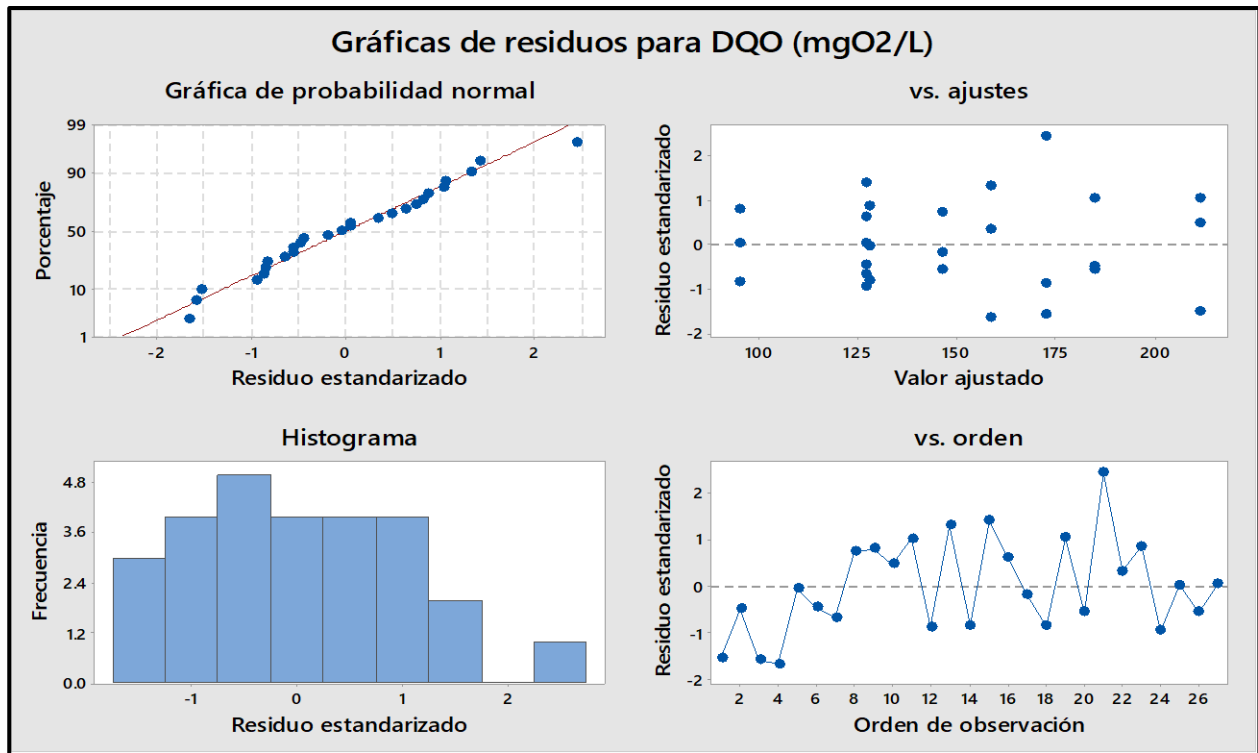 Gráficas de residuos para DQO (mgO2/L)
Gráfica de probabilidad normal
99
90
50
10
1
Porcentaje
-2 -1 0 1 2
Residuo estandarizado
vs. ajustes
2
1
0
-1
-2
Residuo estandarizado
100 125 150 175 200
Valor ajustado
Histograma
4.8
3.6
2.4
1.2
0.0
Frecuencia
-1 0 1 2
Residuo estandarizado
vs. orden
2
1
0
-1
-2
Residuo estandarizado
2 4 6 8 10 12 14 16 18 20 22 24 26
Orden de observación